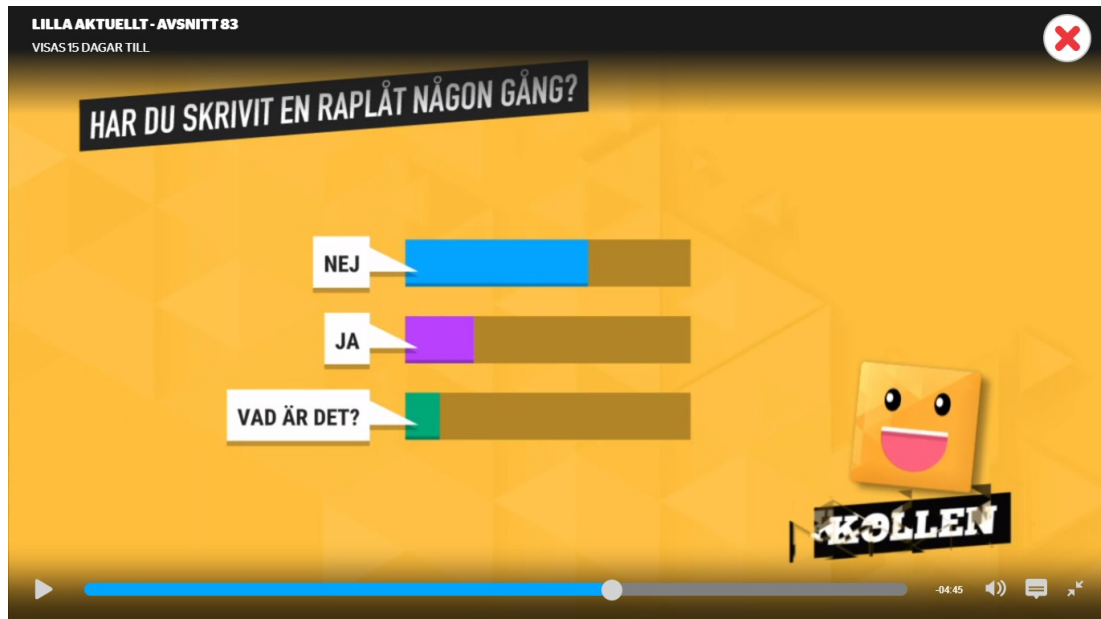 LILLA AKTUELLT - AVSNITT 83
VISAS 15 DAGAR TILL
HAR DU SKRIVIT EN RAPLÅT NÅGON GÅNG?
NEJ
JA
VAD ÄR DET?
KOLLEN
-04:45